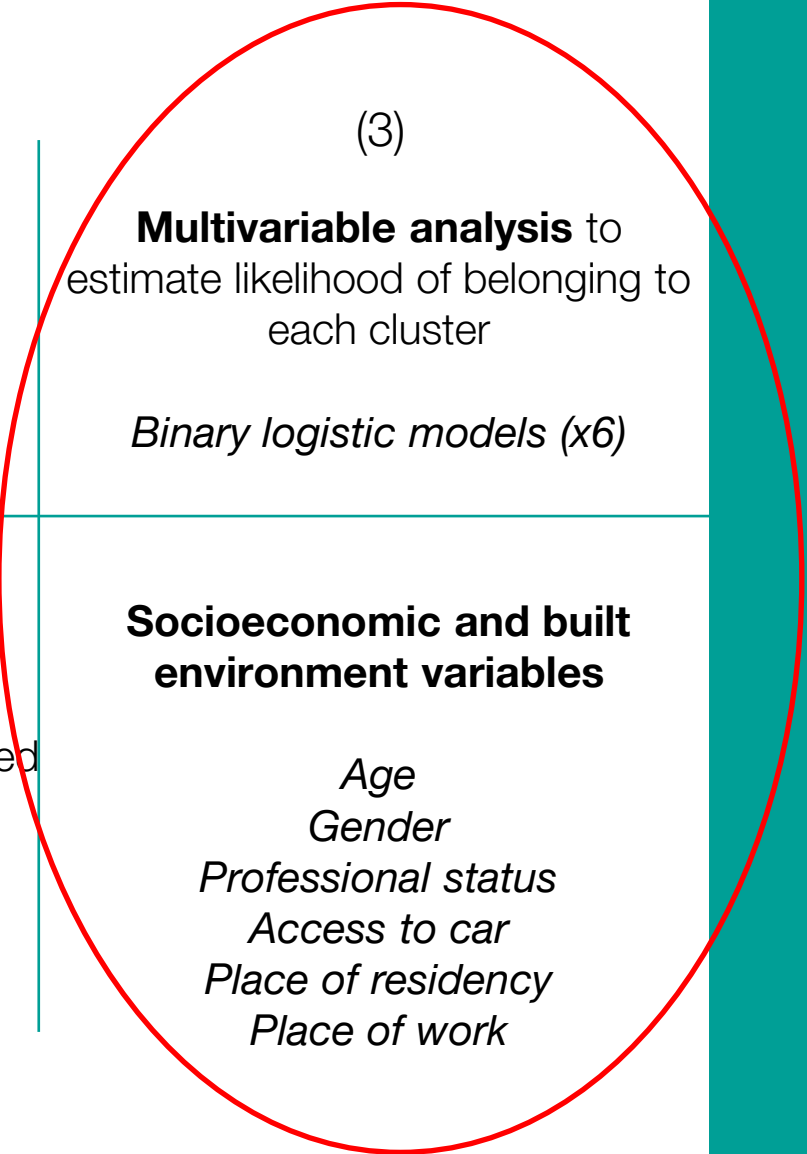 (3)
Multivariable analysis to
estimate likelihood of belonging to
each cluster
Binary logistic models (x6)
Socioeconomic and built
environment variables
ed
Age
Gender
Professional status
Access to car
Place of residency
Place of work